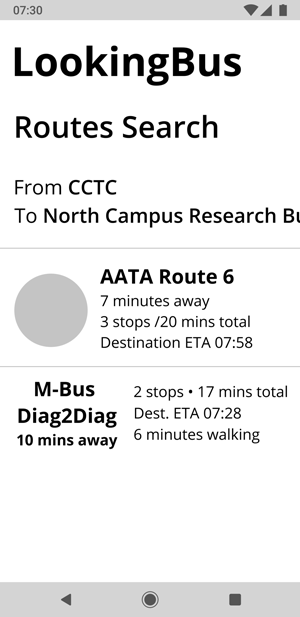 07:30
LookingBus
Routes Search
From CCTC
To North Campus Research Bu
AATA Route 6
7 minutes away
3 stops /20 mins total
Destination ETA 07:58
M-Bus
Diag2Diag
10 mins away
2 stops • 17 mins total
Dest. ETA 07:28
6 minutes walking